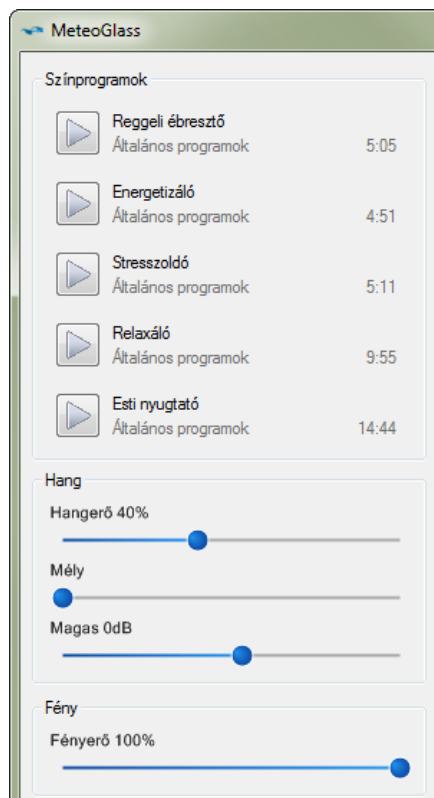 MeteoGlass
Színprogramok
Reggeli ébresztő
Általános programok 5:05
Energetizáló
Általános programok 4:51
Stresszoldó
Általános programok 5:11
Relaxáló
Általános programok 9:55
Esti nyugtató
Általános programok 14:44
Hang
Hangerő 40%
Mély
Magas 0dB
Fény
Fényerő 100%